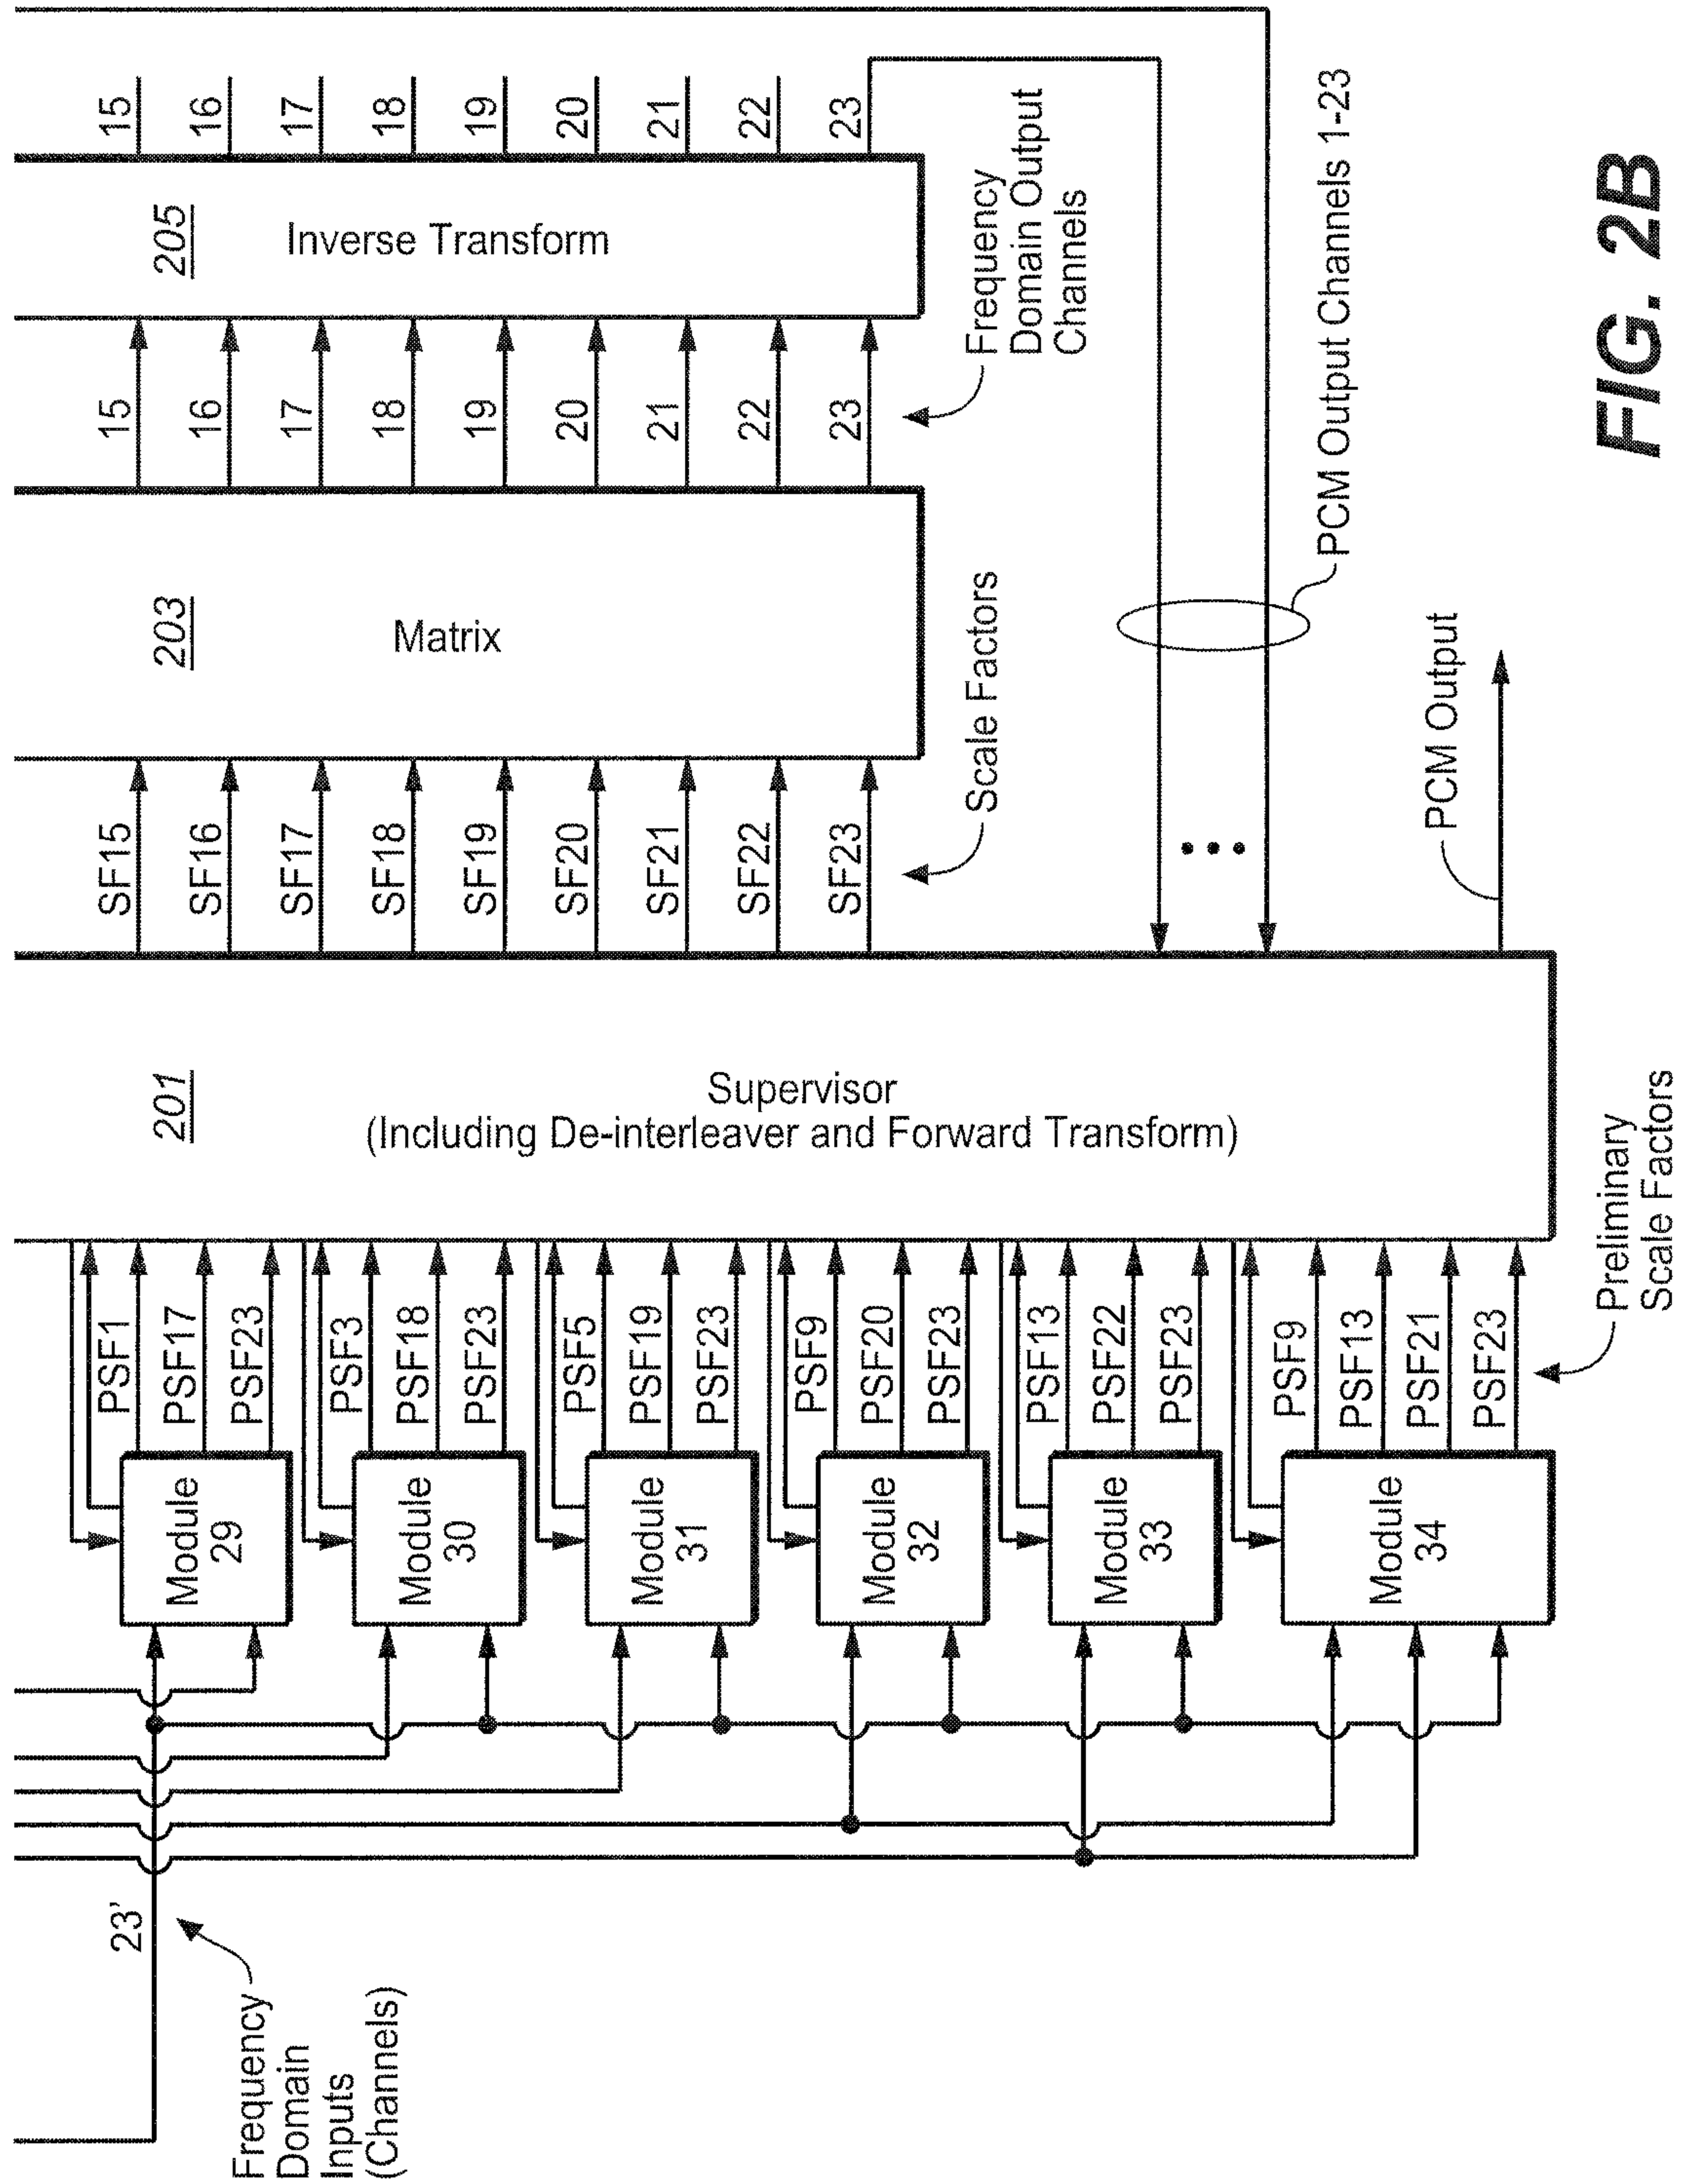 23'
Frequency
Domain
Inputs
(Channels)
Module
29
Module
30
Module
31
Module
32
Module
33
Module
34
PSF1
PSF17
PSF23
PSF3
PSF18
PSF23
PSF5
PSF19
PSF23
PSF9
PSF20
PSF23
PSF13
PSF22
PSF23
PSF9
PSF13
PSF21
PSF23
Preliminary
Scale Factors
201
Supervisor
(Including De-interleaver and Forward Transform)
SF15
SF16
SF17
SF18
SF19
SF20
SF21
SF22
SF23
Scale Factors
PCM Output
203
Matrix
15
16
17
18
19
20
21
22
23
Frequency
Domain Output
Channels
PCM Output Channels 1-23
205
Inverse Transform
15
16
17
18
19
20
21
22
23
FIG. 2B